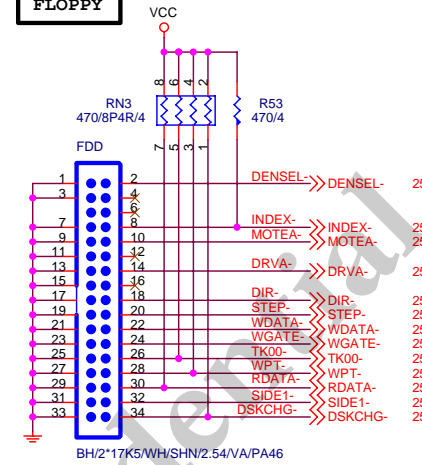 FLOPPY
VCC
8 6 4 2
RN3
470/8P4R/4
R53
470/4
7 5 3 1
FDD
1 2 DENSEL- DENSEL- 25
3 4
6
7 8 INDEX- INDEX- 25
9 10 MOTEA- MOTEA- 25
11 12
13 14 DRVA- DRVA- 25
15 16
17 18 DIR- DIR- 25
19 20 STEP- STEP- 25
21 22 WDATA- WDATA- 25
23 24 WGATE- WGATE- 25
25 26 TK00- TK00- 25
27 28 WPT- WPT- 25
29 30 RDATA- RDATA- 25
31 32 SIDE1- SIDE1- 25
33 34 DSKCHG- DSKCHG- 25
BH/2*17K5/WH/SHN/2.54/VA/PA46